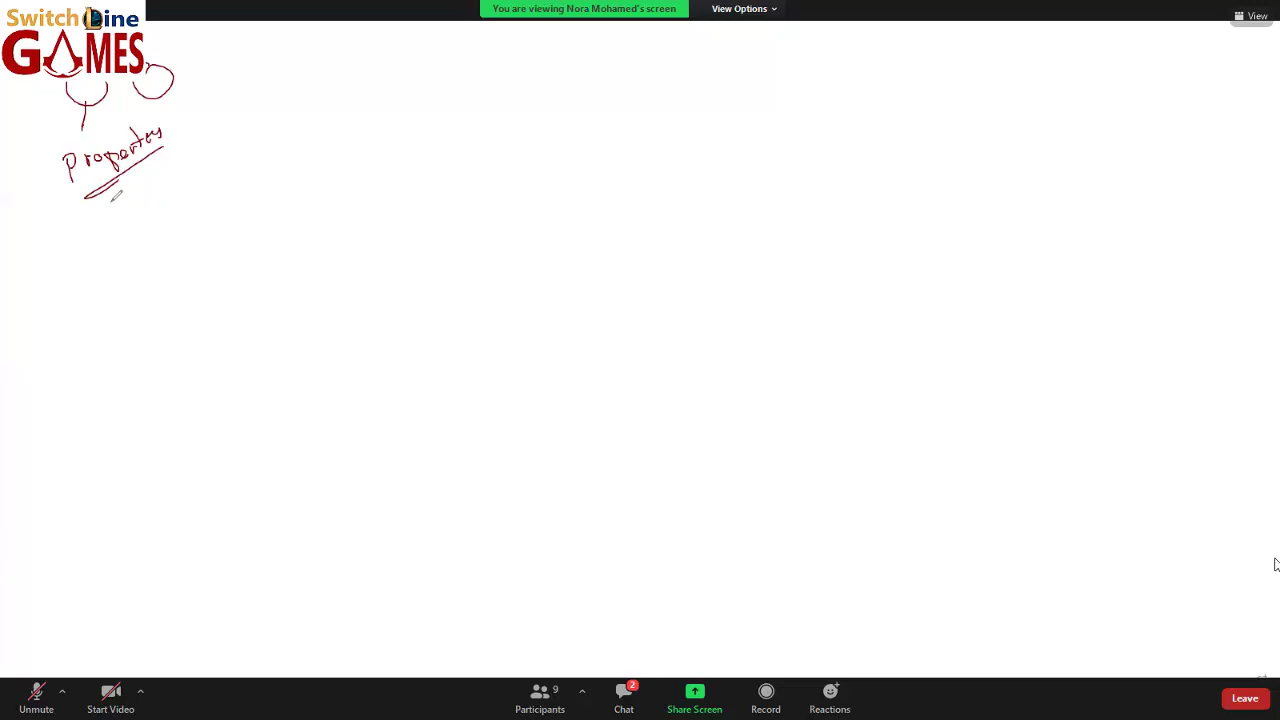 Switch Line
GAMES
You are viewing Nora Mohamed's screen
View Options
View
Unmute
Start Video
9
Participants
2
Chat
Share Screen
Record
Reactions
Leave